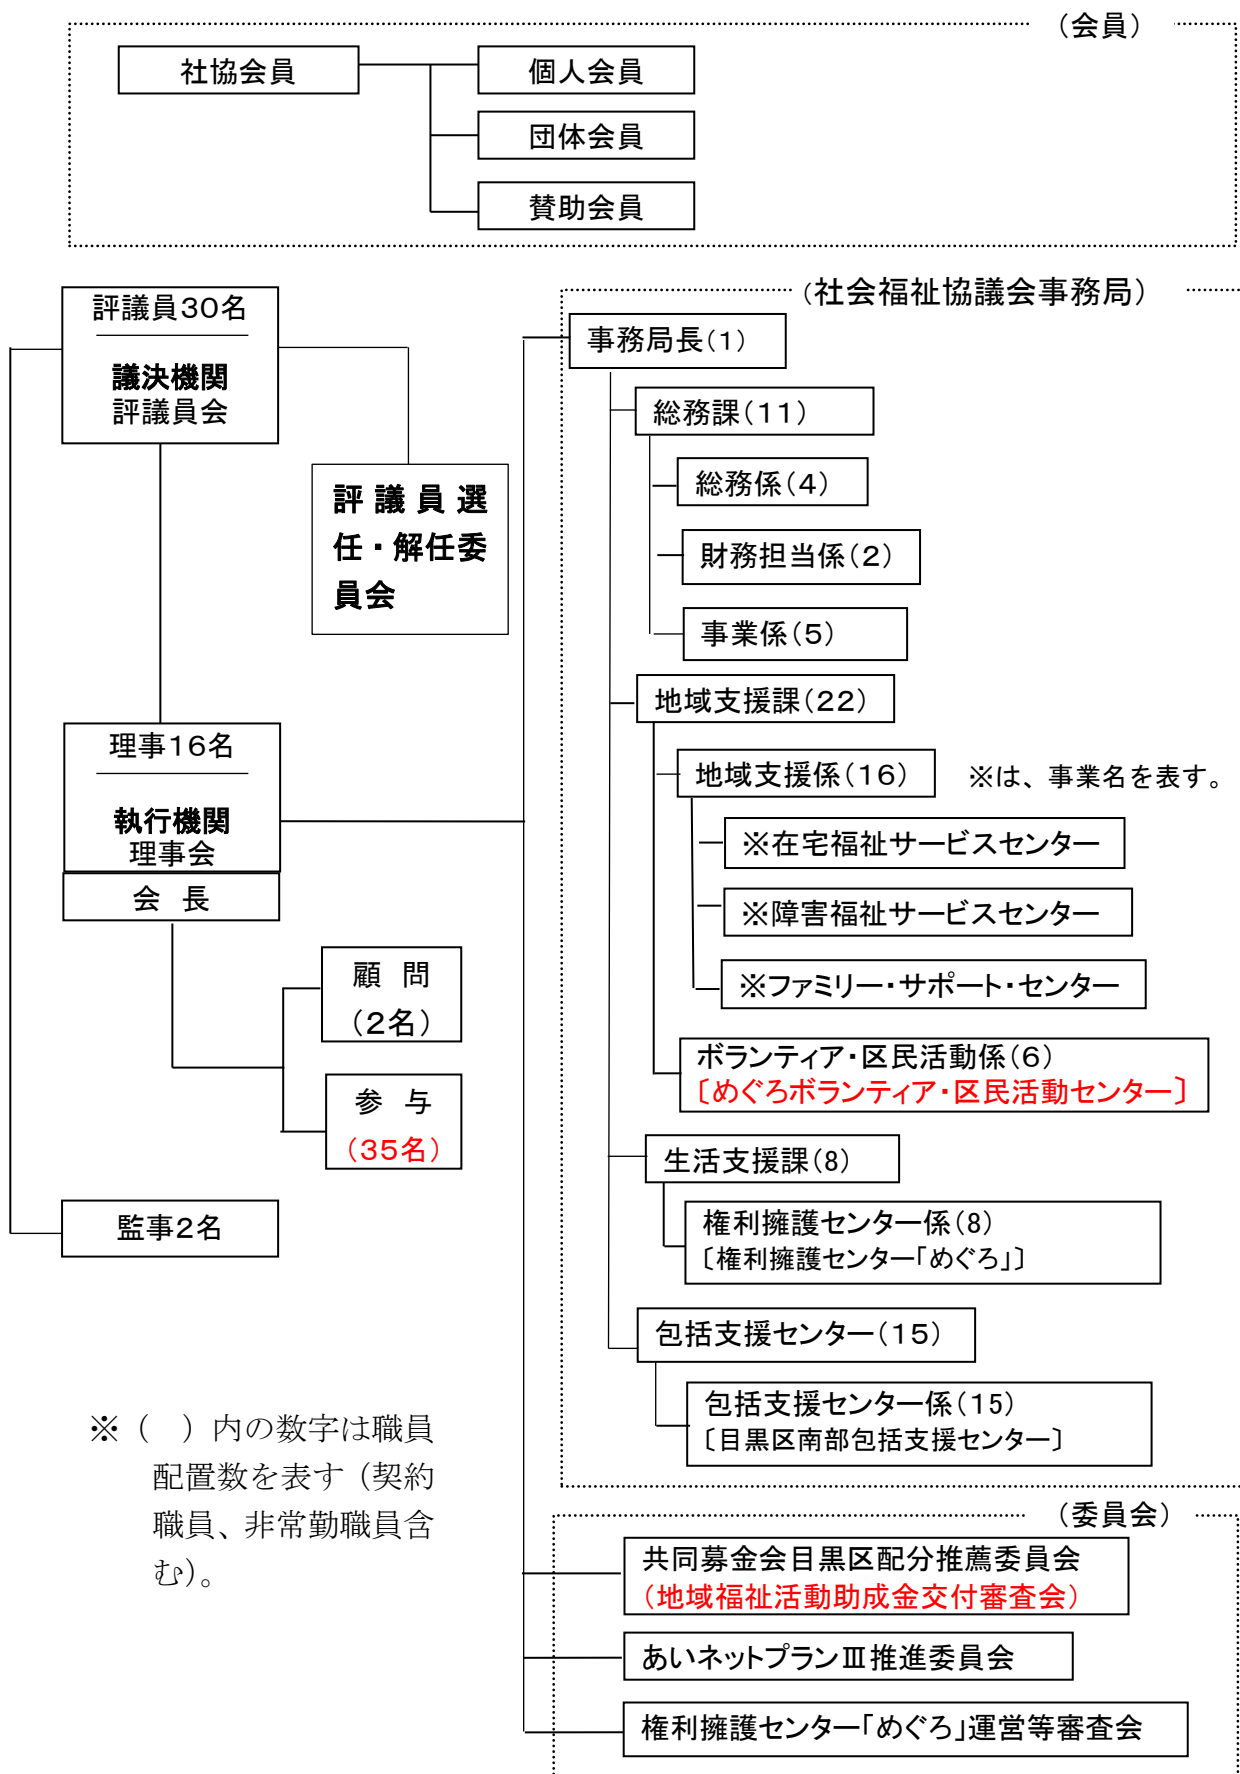 （会員）
社協会員
個人会員
団体会員
賛助会員
評議員30名
議決機関
評議員会
評議員選
任・解任委
員会
理事16名
執行機関
理事会
会 長
顧 問
（2名）
参 与
（35名）
監事2名
※（ ）内の数字は職員
配置数を表す（契約
職員、非常勤職員含
む）。
（社会福祉協議会事務局）
事務局長（1）
総務課（11）
総務係（4）
財務担当係（2）
事業係（5）
地域支援課（22）
地域支援係（16）
※は、事業名を表す。
※在宅福祉サービスセンター
※障害福祉サービスセンター
※ファミリー・サポート・センター
ボランティア・区民活動係（6）
〔めぐろボランティア・区民活動センター〕
生活支援課（8）
権利擁護センター係（8）
〔権利擁護センター「めぐろ」〕
包括支援センター（15）
包括支援センター係（15）
〔目黒区南部包括支援センター〕
（委員会）
共同募金会目黒区配分推薦委員会
（地域福祉活動助成金交付審査会）
あいネットプランⅢ推進委員会
権利擁護センター「めぐろ」運営等審査会